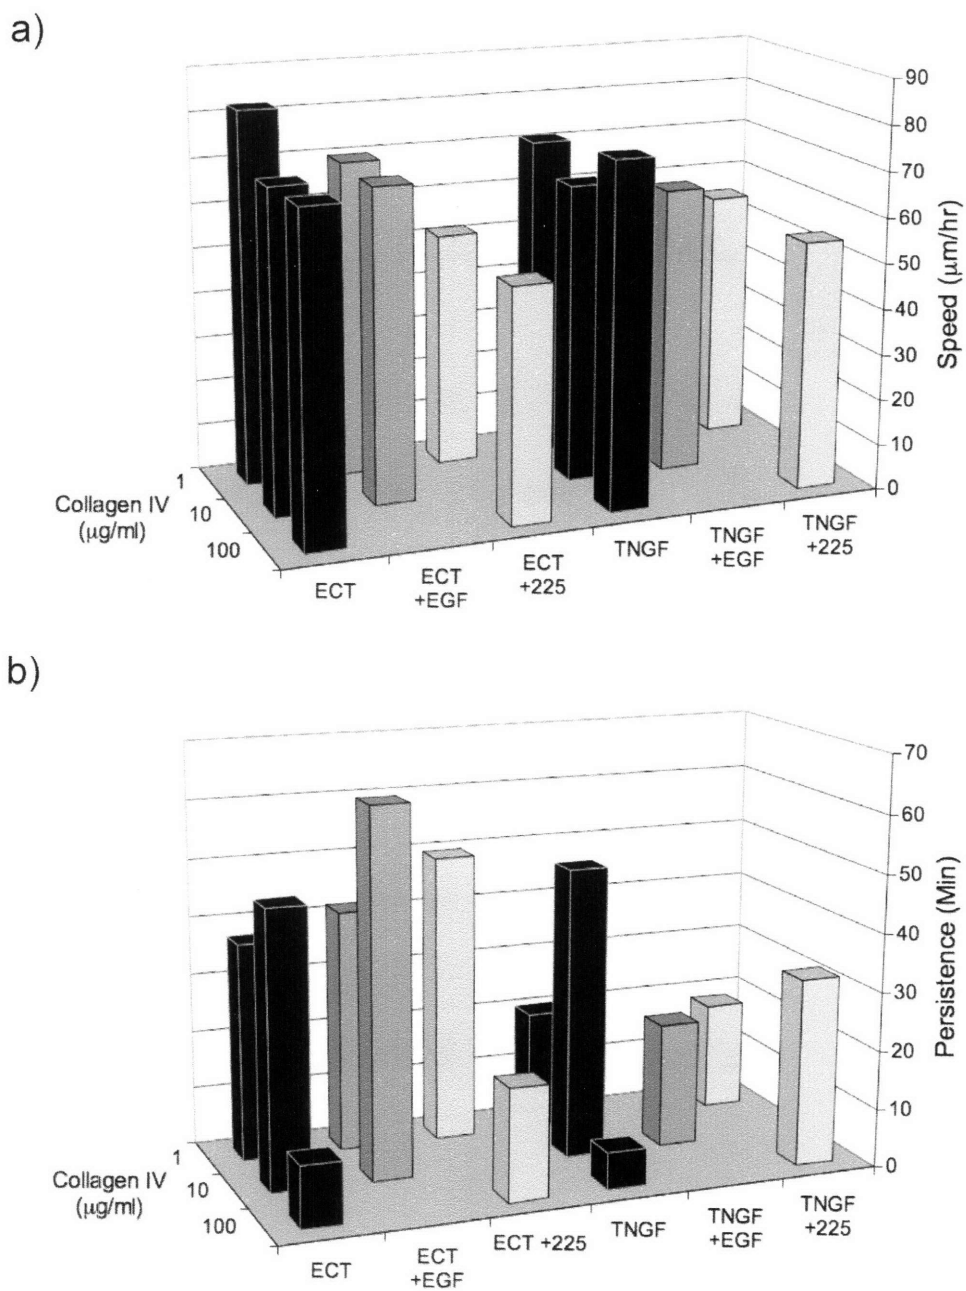 a)
90
80
70
60
50
40
30
20
10
0
Speed (μm/hr)
1
10
100
Collagen IV
(μg/ml)
ECT
ECT
+EGF
ECT
+225
TNGF
TNGF
+EGF
TNGF
+225
b)
70
60
50
40
30
20
10
0
Persistence (Min)
1
10
100
Collagen IV
(μg/ml)
ECT
ECT
+EGF
ECT +225
TNGF
TNGF
+EGF
TNGF
+225